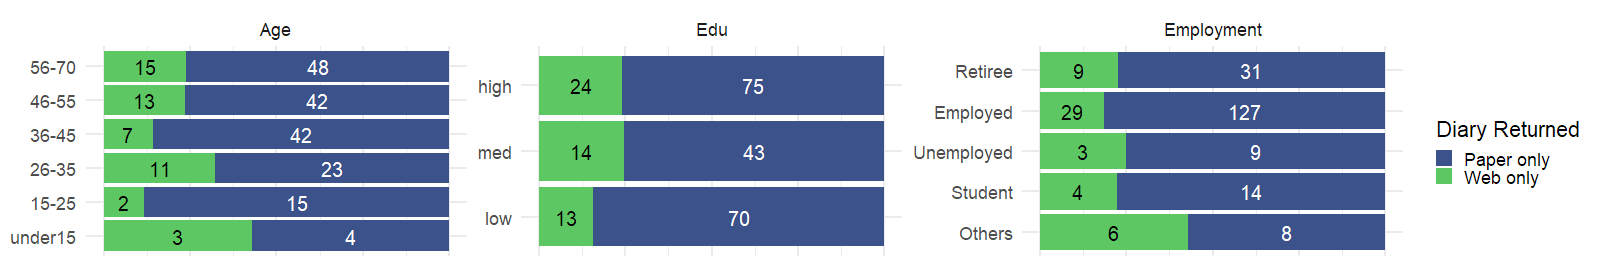 Age
56-70 15 48
46-55 13 42
36-45 7 42
26-35 11 23
15-25 2 15
under15 3 4
Edu
high 24 75
med 14 43
low 13 70
Employment
Retiree 9 31
Employed 29 127
Unemployed 3 9
Student 4 14
Others 6 8
Diary Returned
Paper only
Web only